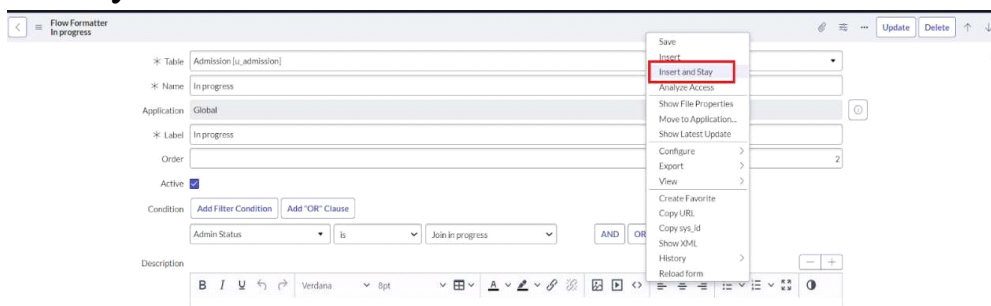 Flow Formatter
In progress
Update
Delete
Table
Admission [u_admission]
Name
In progress
Application
Global
Label
In progress
Order
2
Active
Condition
Add Filter Condition
Add "OR" Clause
Admin Status
is
Join in progress
AND
OR
Description
B I U
Verdana
8pt
A
Save
Insert
Insert and Stay
Analyze Access
Show File Properties
Move to Application...
Show Latest Update
Configure
Export
View
Create Favorite
Copy URL
Copy sys_id
Show XML
History
Reload form